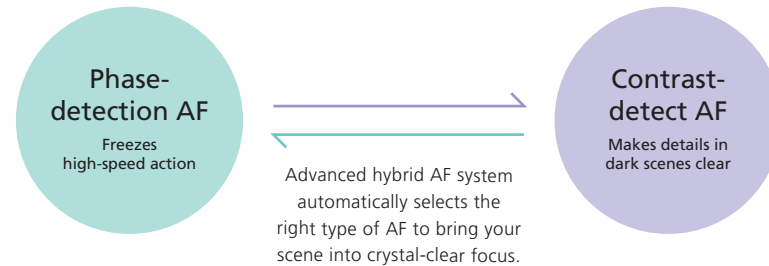 Phase-
detection AF
Freezes
high-speed action
Advanced hybrid AF system
automatically selects the
right type of AF to bring your
scene into crystal-clear focus.
Contrast-
detect AF
Makes details in
dark scenes clear